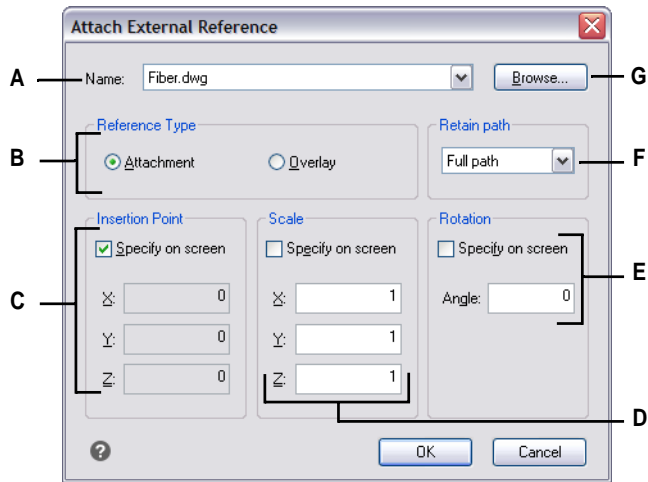 Attach External Reference
A
Name:
Fiber.dwg
Browse...
G
Reference Type
Retain path
B
Attachment
Overlay
Full path
F
Insertion Point
Scale
Rotation
Specify on screen
Specify on screen
Specify on screen
C
X: 0
X: 1
Angle: 0
E
Y: 0
Y: 1
Z: 0
Z: 1
D
?
OK
Cancel